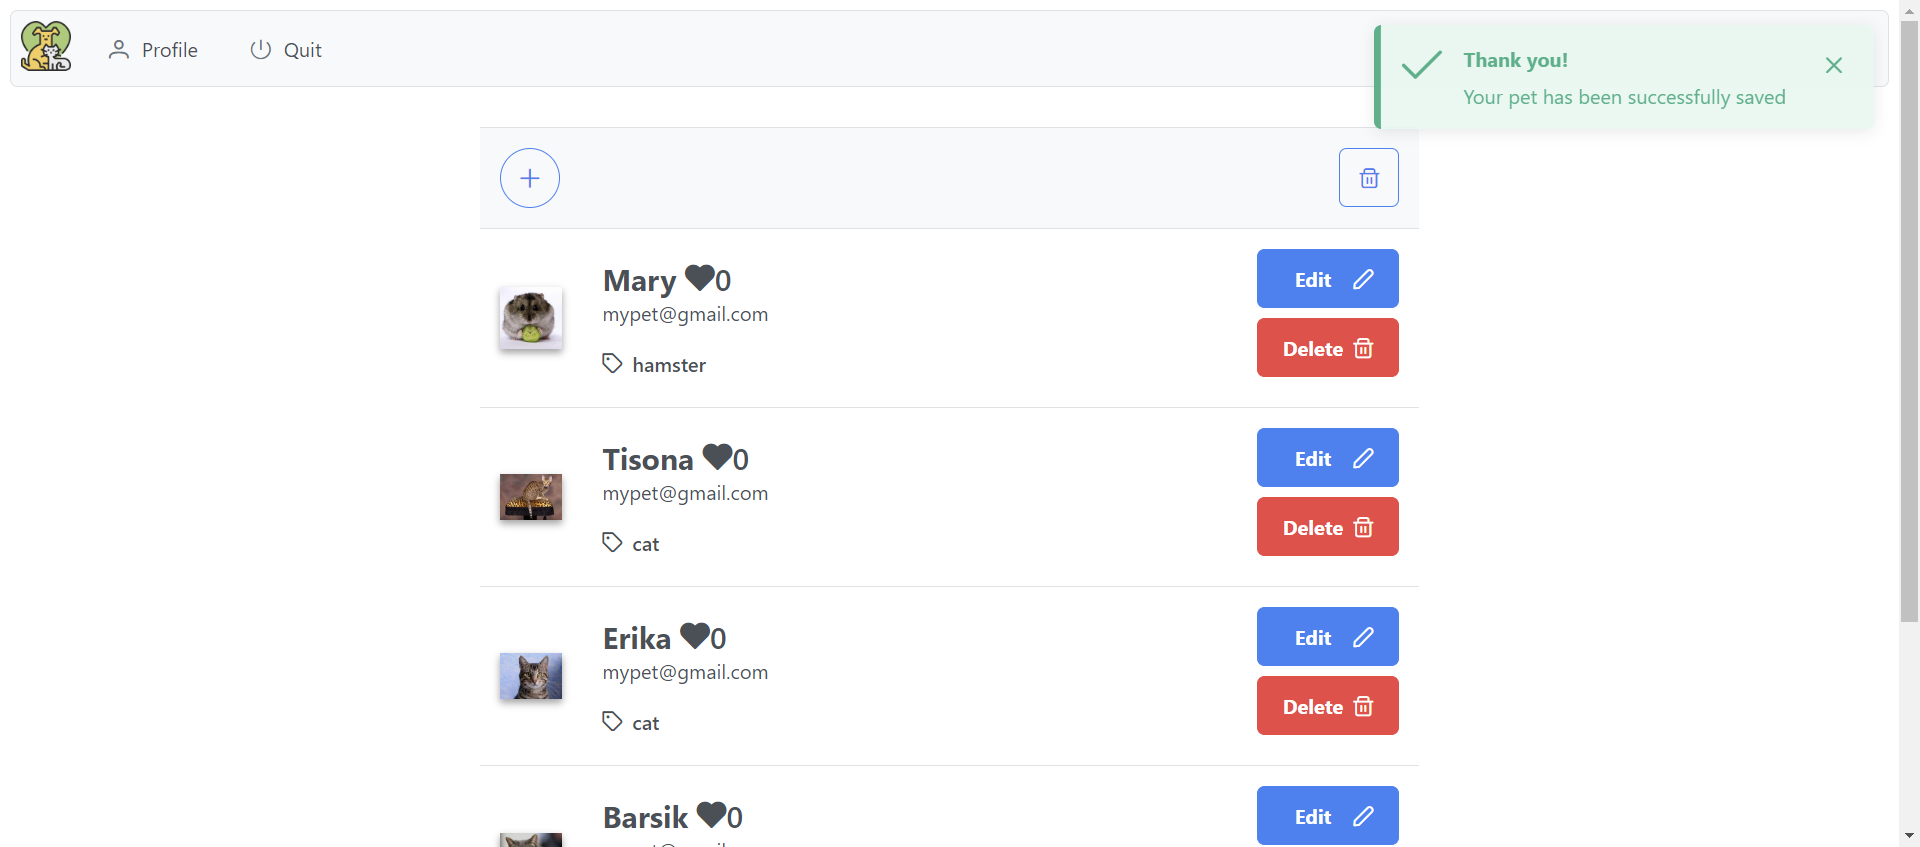 Profile
Quit
Thank you!
Your pet has been successfully saved
Mary 0
mypet@gmail.com
hamster
Edit
Delete
Tisona 0
mypet@gmail.com
cat
Edit
Delete
Erika 0
mypet@gmail.com
cat
Edit
Delete
Barsik 0
Edit